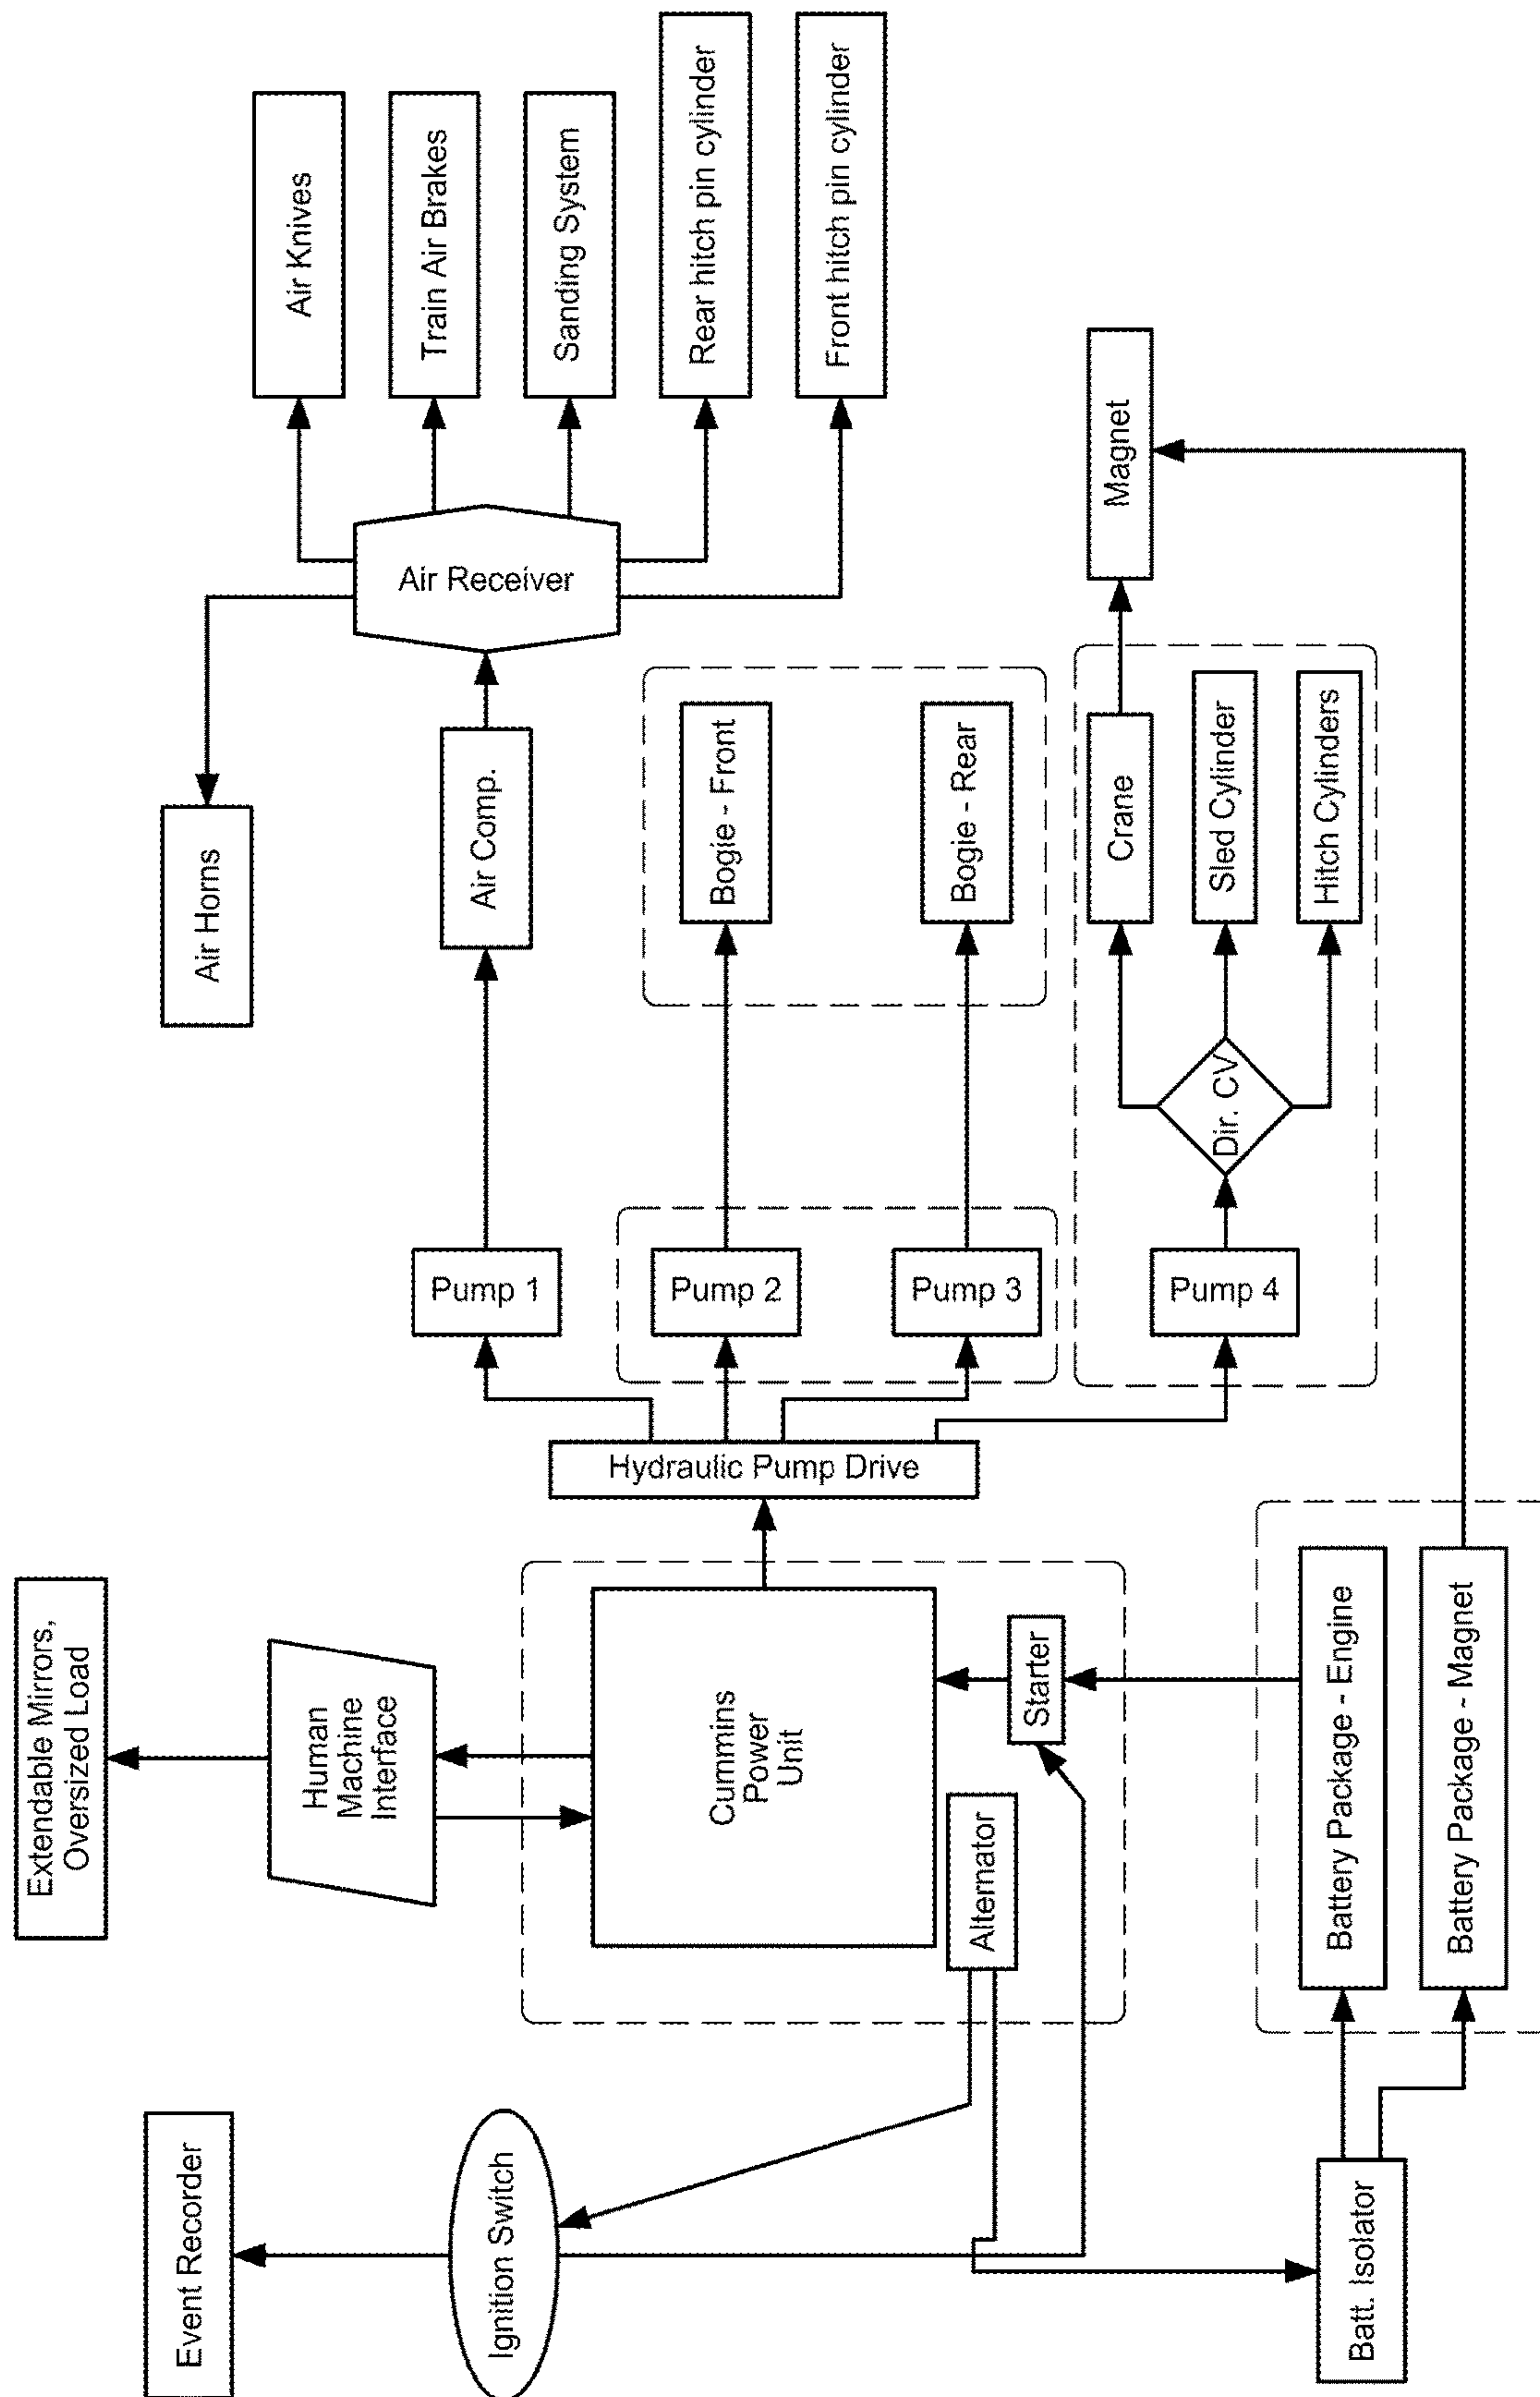 Event Recorder
Ignition Switch
Batt. Isolator
Extendable Mirrors,
Oversized Load
Human
Machine
Interface
Cummins
Power
Unit
Alternator
Starter
Battery Package - Engine
Battery Package - Magnet
Hydraulic Pump Drive
Pump 1
Pump 2
Pump 3
Pump 4
Dir. CV
Air Horns
Air Comp.
Bogie - Front
Bogie - Rear
Crane
Sled Cylinder
Hitch Cylinders
Air Receiver
Magnet
Air Knives
Train Air Brakes
Sanding System
Rear hitch pin cylinder
Front hitch pin cylinder